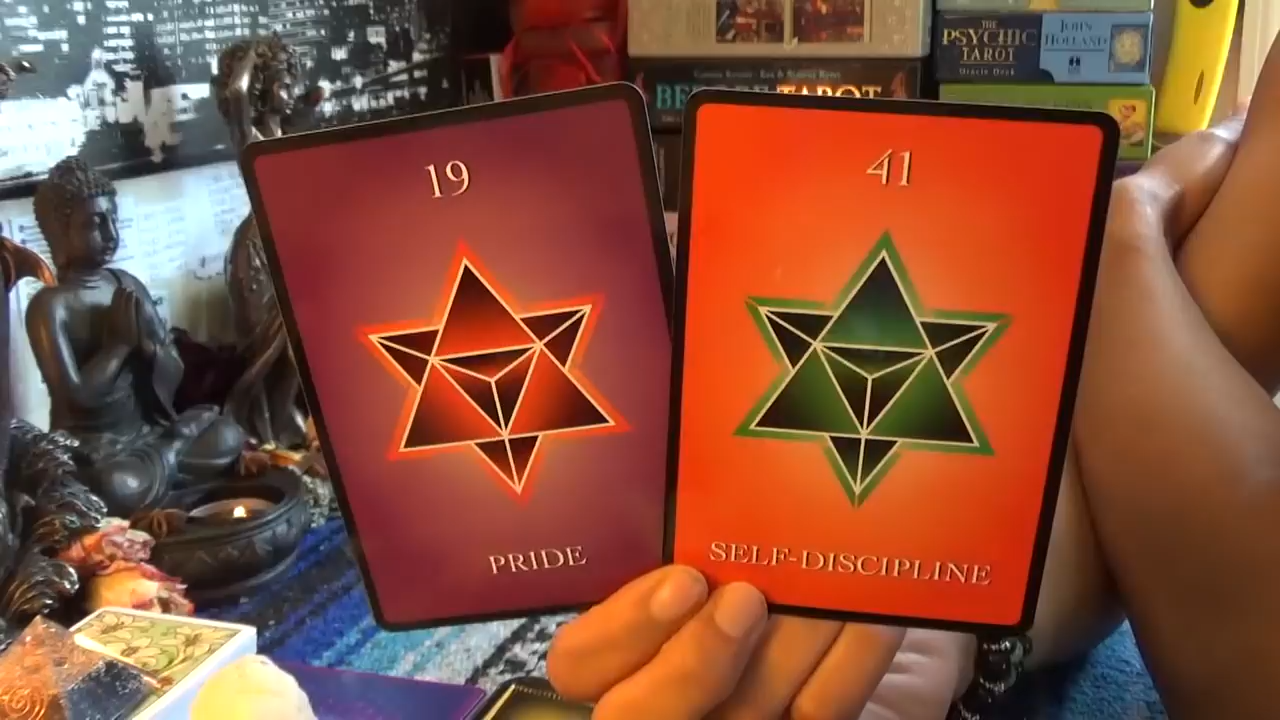 THE
PSYCHIC
TAROT
Oracle Deck
JOHN
HOLLAND
TAROT
19
PRIDE
41
SELF-DISCIPLINE